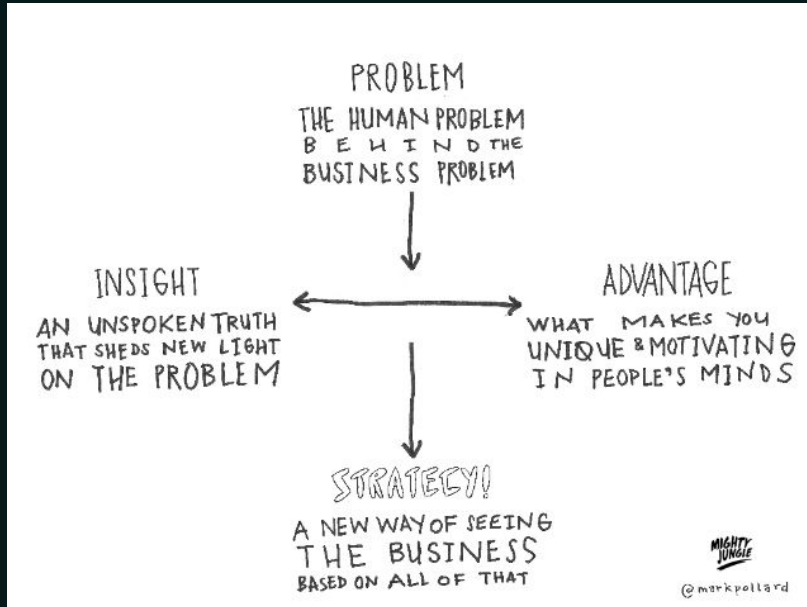 PROBLEM
THE HUMAN PROBLEM
BEHIND THE
BUSINESS PROBLEM
INSIGHT
AN UNSPOKEN TRUTH
THAT SHEDS NEW LIGHT
ON THE PROBLEM
ADVANTAGE
WHAT MAKES YOU
UNIQUE & MOTIVATING
IN PEOPLE'S MINDS
STRATEGY!
A NEW WAY OF SEEING
THE BUSINESS
BASED ON ALL OF THAT
MIGHTY
JUNGLE
@markpollard